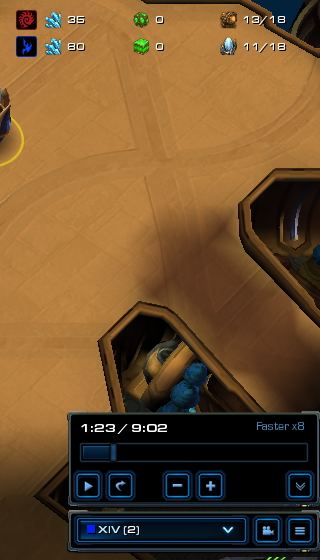 35 0 13/18
80 0 11/18
1:23 / 9:02 Faster x8
XIV (2)